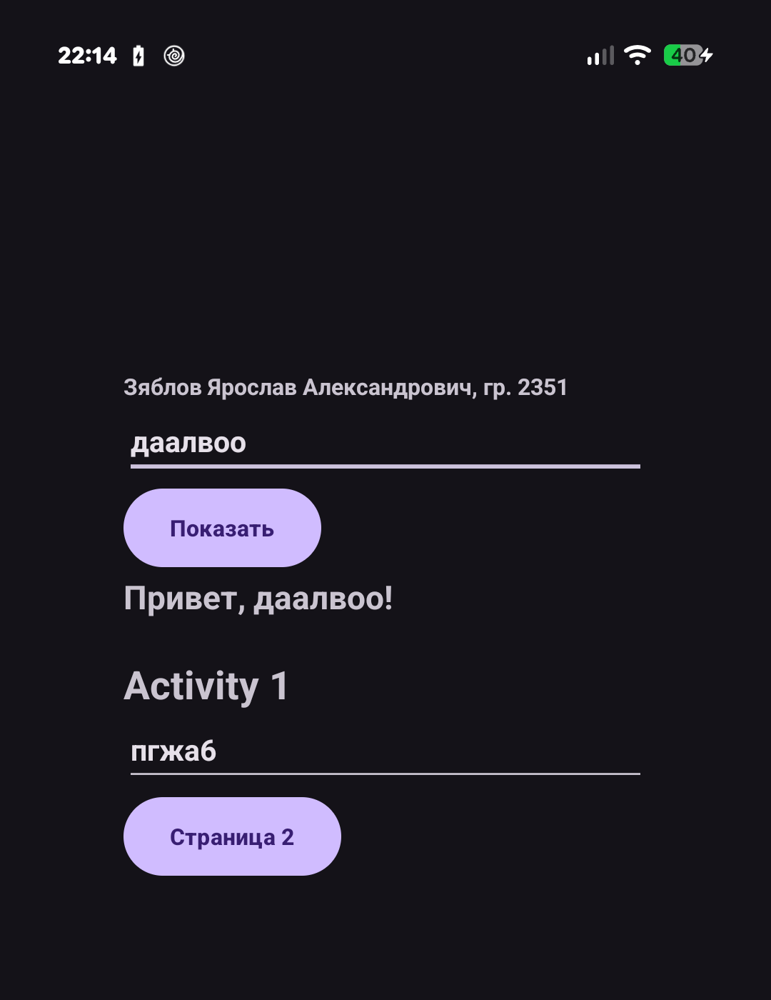 22:14 40
Зяблов Ярослав Александрович, гр. 2351
даалвоо
Показать
Привет, даалвоо!
Activity 1
пгжаб
Страница 2